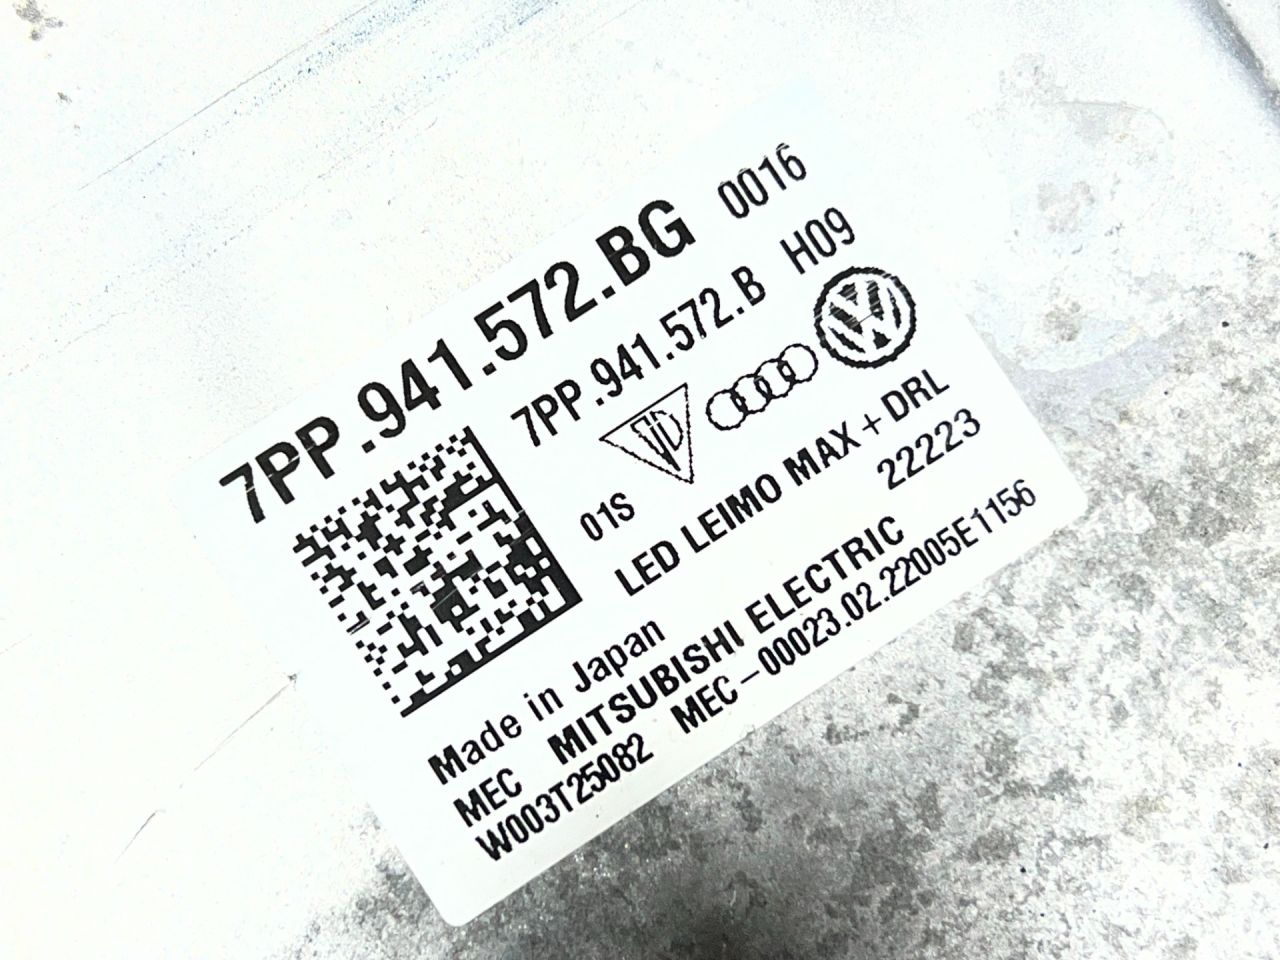 7PP.941.572.BG 0016
7PP.941.572.B H09
01S
LED LEIMO MAX + DRL
22223
Made in Japan
MEC MITSUBISHI ELECTRIC
W003T25082 MEC-00023.02.22005E1156